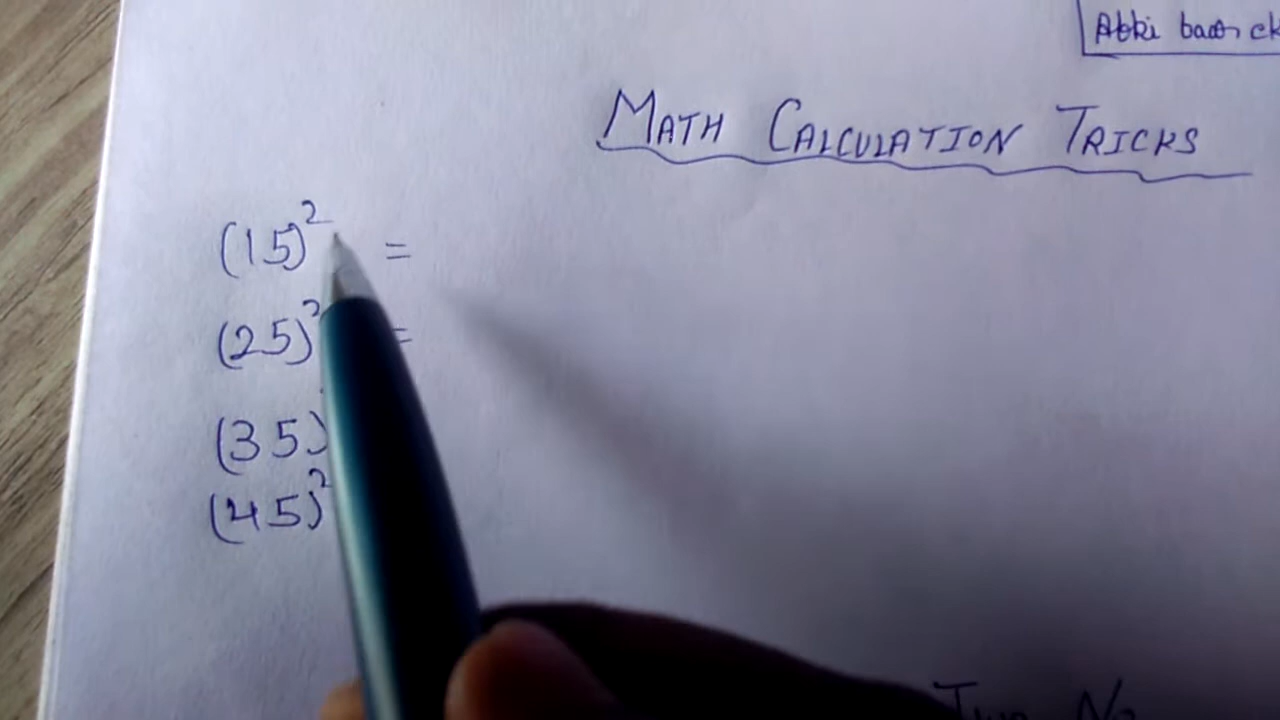 MATH CALCULATION TRICKS
(15)² =
(25)² =
(35)
(45)²